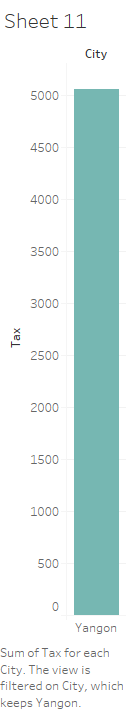 Sheet 11
City
5000
4500
4000
3500
3000
2500
2000
1500
1000
500
0
Tax
Yangon
Sum of Tax for each
City. The view is
filtered on City, which
keeps Yangon.